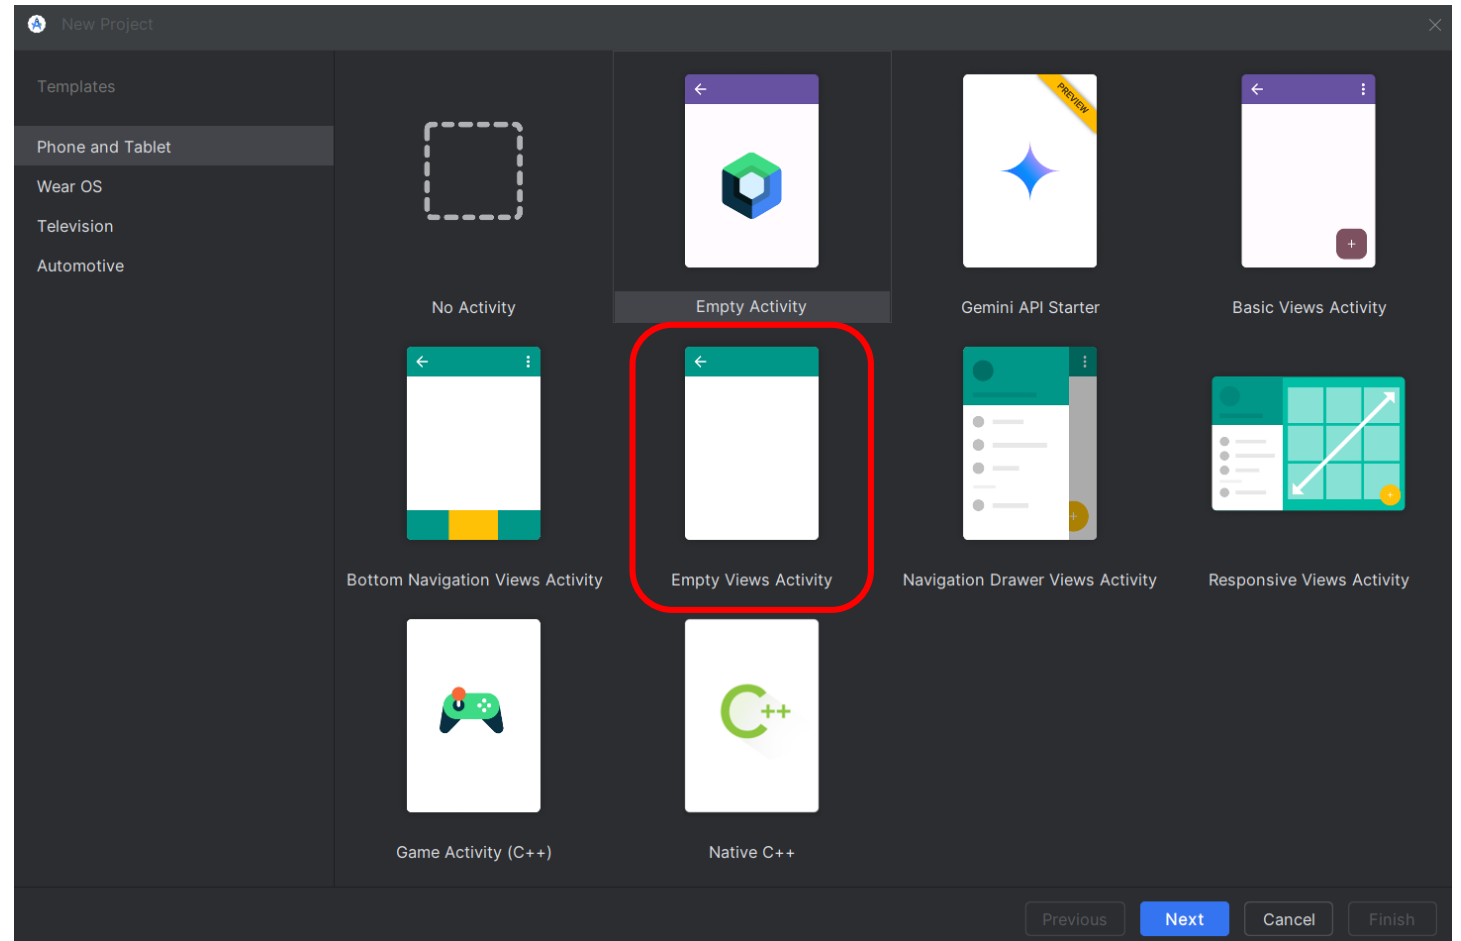 New Project
Templates
Phone and Tablet
Wear OS
Television
Automotive
No Activity
Empty Activity
PREVIEW
Gemini API Starter
Basic Views Activity
Bottom Navigation Views Activity
Empty Views Activity
Navigation Drawer Views Activity
Responsive Views Activity
Game Activity (C++)
C++
Native C++
Previous
Next
Cancel
Finish